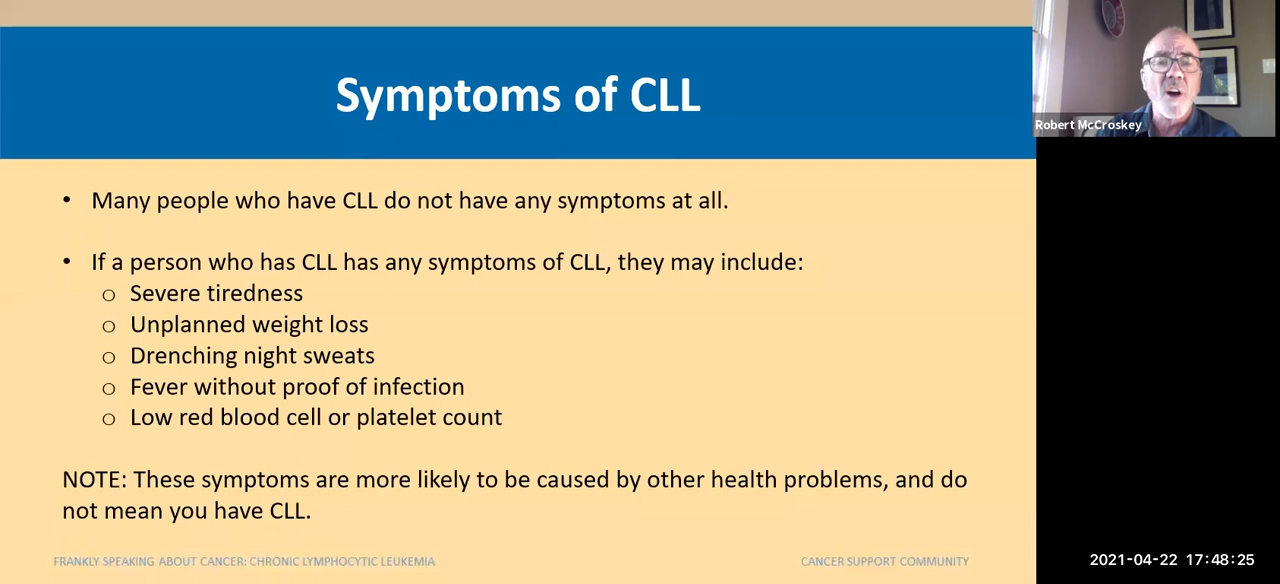 Symptoms of CLL
Robert McCroskey
• Many people who have CLL do not have any symptoms at all.
• If a person who has CLL has any symptoms of CLL, they may include:
o Severe tiredness
o Unplanned weight loss
o Drenching night sweats
o Fever without proof of infection
o Low red blood cell or platelet count
NOTE: These symptoms are more likely to be caused by other health problems, and do
not mean you have CLL.
FRANKLY SPEAKING ABOUT CANCER: CHRONIC LYMPHOCYTIC LEUKEMIA
CANCER SUPPORT COMMUNITY
2021-04-22 17:48:25